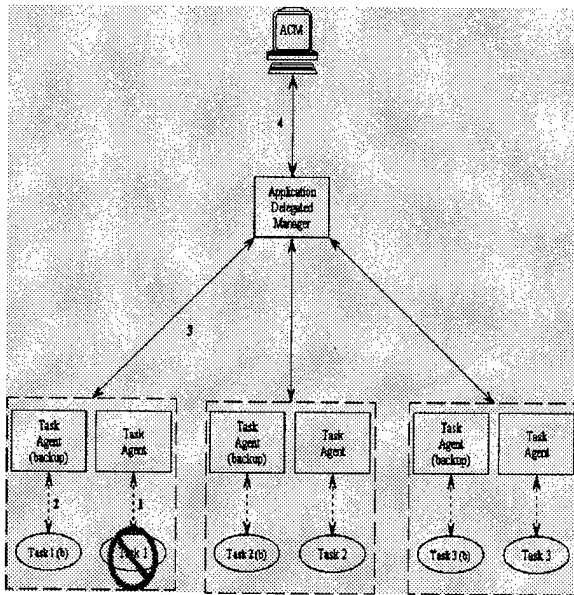 ACM
4
Application
Delegated
Manager
3
Task
Agent
(backup)
Task
Agent
Task
Agent
(backup)
Task
Agent
Task
Agent
(backup)
Task
Agent
2
1
Task 1 (b)
Task 1
Task 2 (b)
Task 2
Task 3 (b)
Task 3